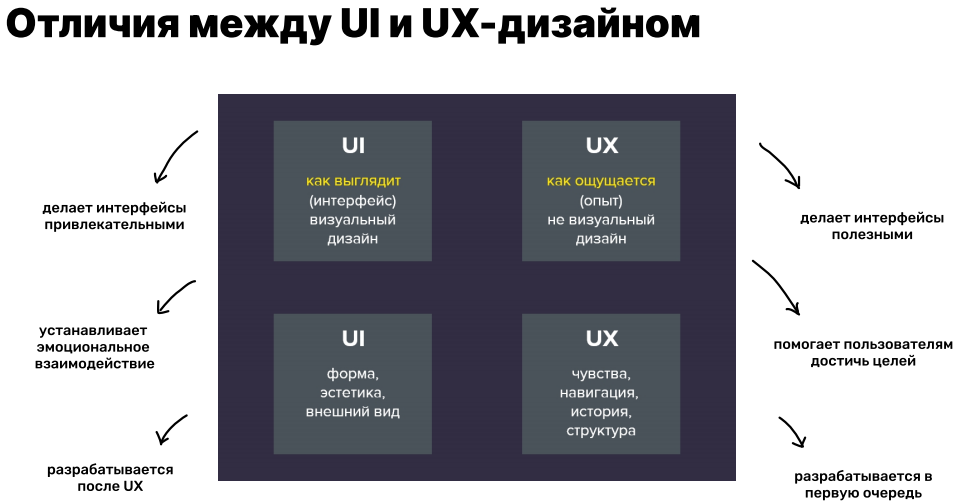 Отличия между UI и UX-дизайном
UI
как выглядит
(интерфейс)
визуальный
дизайн
UX
как ощущается
(опыт)
не визуальный
дизайн
UI
форма,
эстетика,
внешний вид
UX
чувства,
навигация,
история,
структура
делает интерфейсы
привлекательными
устанавливает
эмоциональное
взаимодействие
разрабатывается
после UX
делает интерфейсы
полезными
помогает пользователям
достичь целей
разрабатывается в
первую очередь